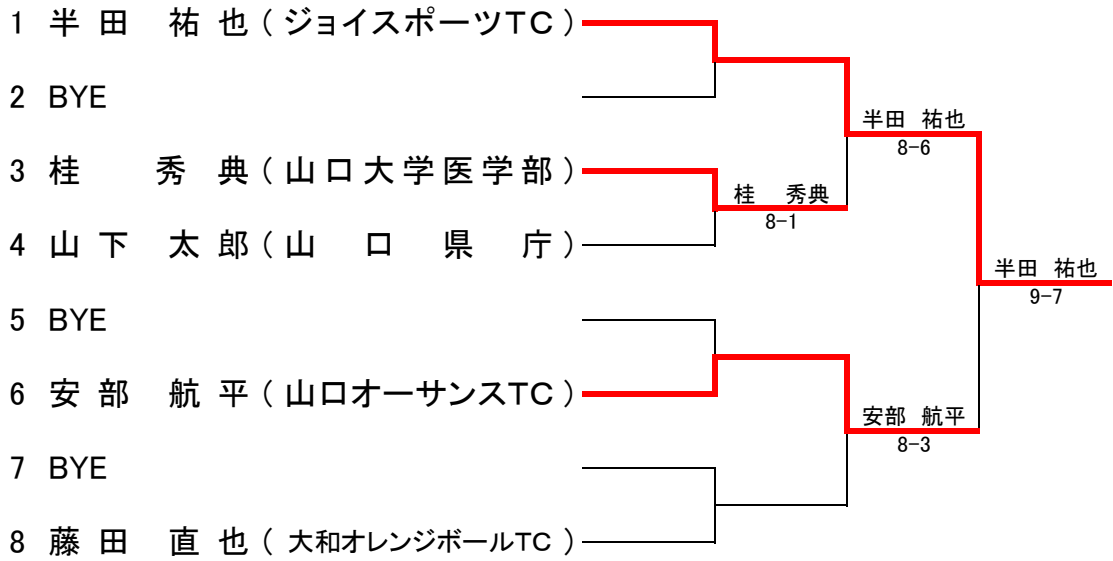 1 半田 祐也 ( ジョイスポーツTC )
2 BYE
半田 祐也
8-6
3 桂 秀典 ( 山口大学医学部 )
桂 秀典
8-1
4 山下 太郎 ( 山口県庁 )
半田 祐也
9-7
5 BYE
6 安部 航平 ( 山口オーサンスTC )
安部 航平
8-3
7 BYE
8 藤田 直也 ( 大和オレンジボールTC )